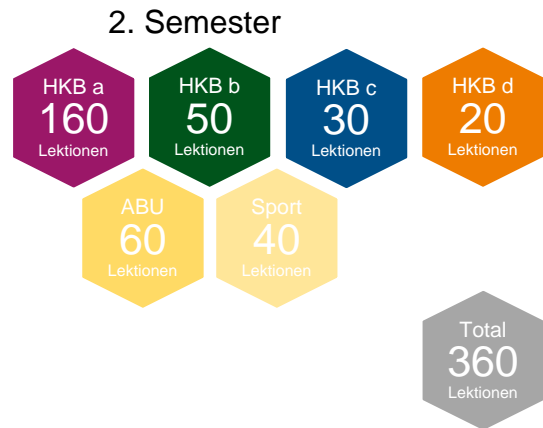 2. Semester
HKB a
160
Lektionen
HKB b
50
Lektionen
HKB c
30
Lektionen
HKB d
20
Lektionen
ABU
60
Lektionen
Sport
40
Lektionen
Total
360
Lektionen